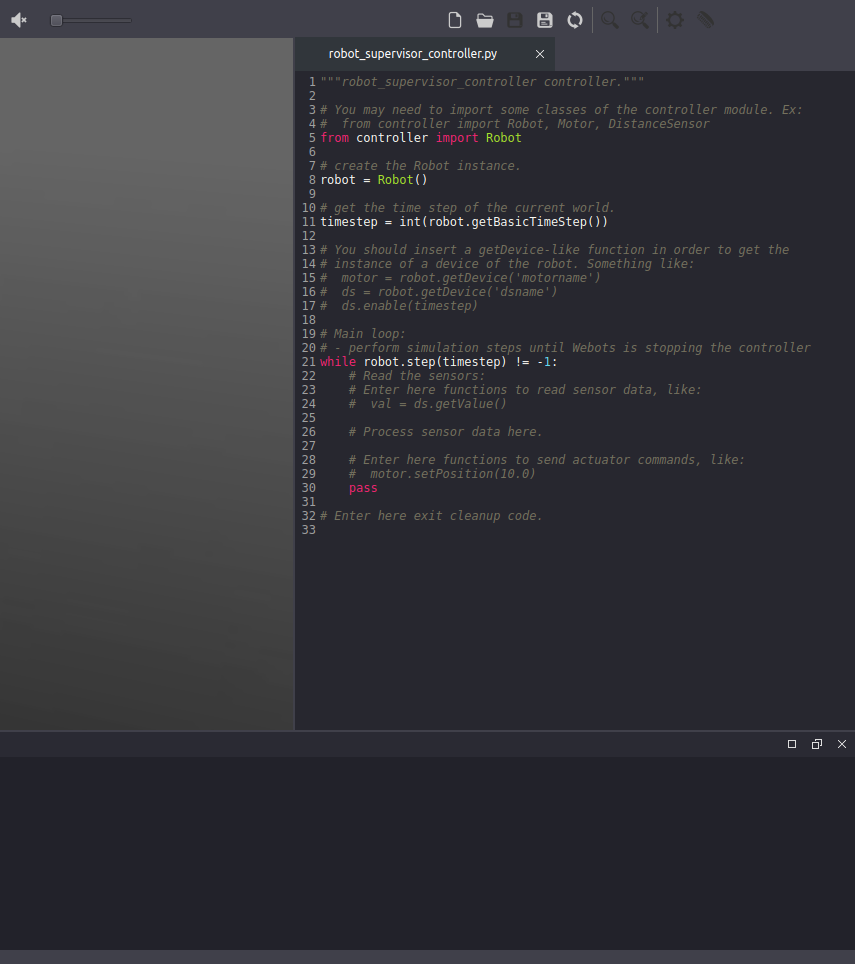 robot_supervisor_controller.py
1 """robot_supervisor_controller controller."""
2
3 # You may need to import some classes of the controller module. Ex:
4 #  from controller import Robot, Motor, DistanceSensor
5 from controller import Robot
6
7 # create the Robot instance.
8 robot = Robot()
9
10 # get the time step of the current world.
11 timestep = int(robot.getBasicTimeStep())
12
13 # You should insert a getDevice-like function in order to get the
14 # instance of a device of the robot. Something like:
15 #  motor = robot.getDevice('motorname')
16 #  ds = robot.getDevice('dsname')
17 #  ds.enable(timestep)
18
19 # Main loop:
20 # - perform simulation steps until Webots is stopping the controller
21 while robot.step(timestep) != -1:
22     # Read the sensors:
23     # Enter here functions to read sensor data, like:
24     #  val = ds.getValue()
25
26     # Process sensor data here.
27
28     # Enter here functions to send actuator commands, like:
29     #  motor.setPosition(10.0)
30     pass
31
32 # Enter here exit cleanup code.
33